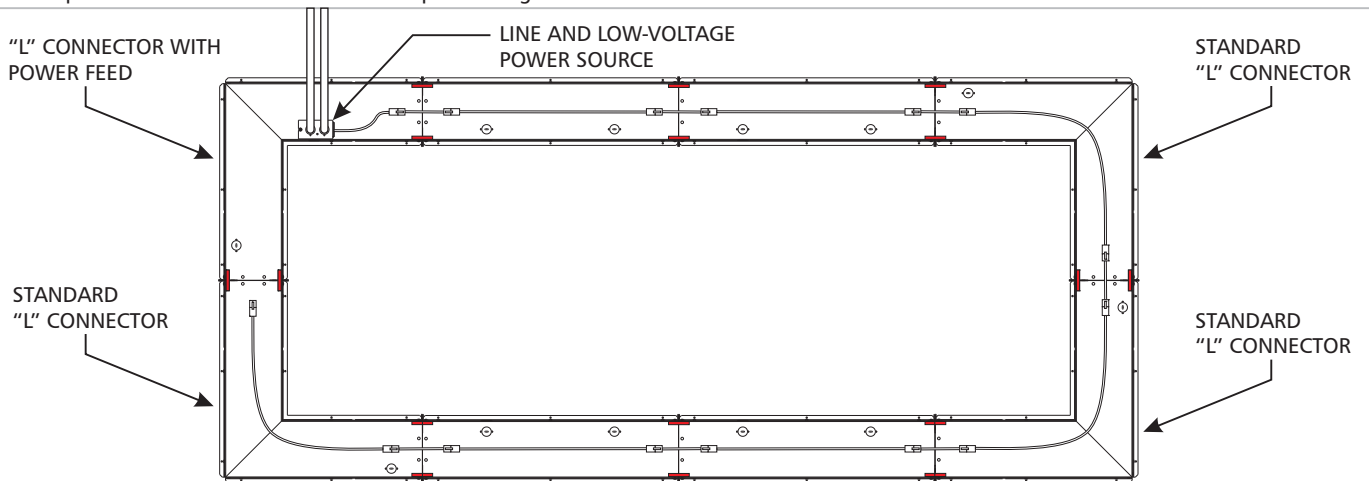 “L” CONNECTOR WITH
POWER FEED
LINE AND LOW-VOLTAGE
POWER SOURCE
STANDARD
“L” CONNECTOR
STANDARD
“L” CONNECTOR
STANDARD
“L” CONNECTOR